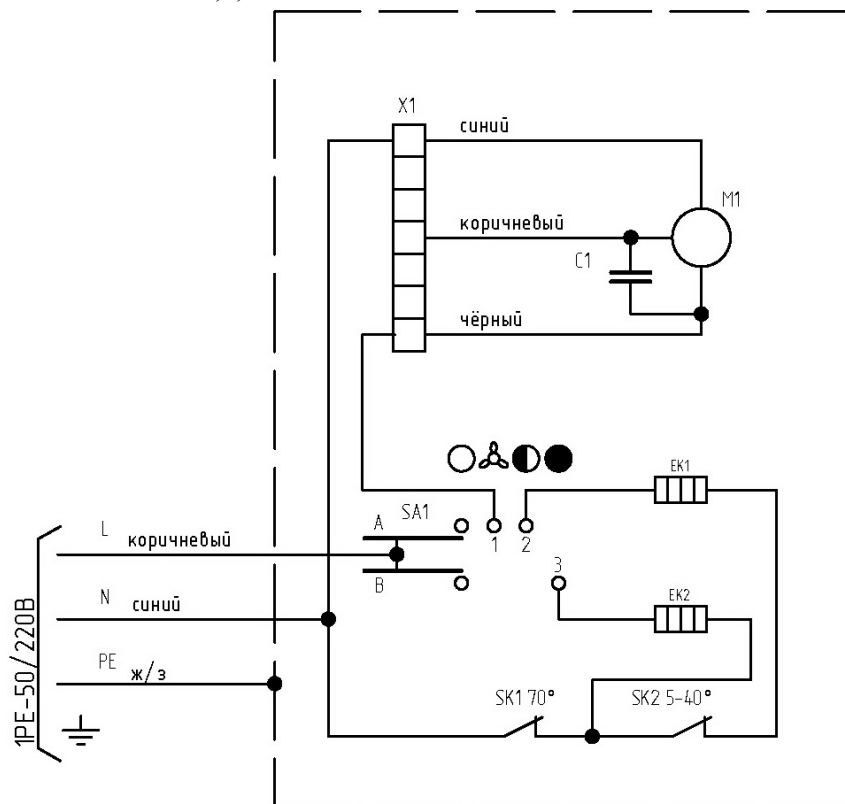 X1
синий
M1
коричневый
C1
чёрный
EK1
A
SA1
1
2
L
коричневый
B
3
EK2
N
синий
PE
ж/з
SK1 70°
SK2 5-40°
1PE-50/220В